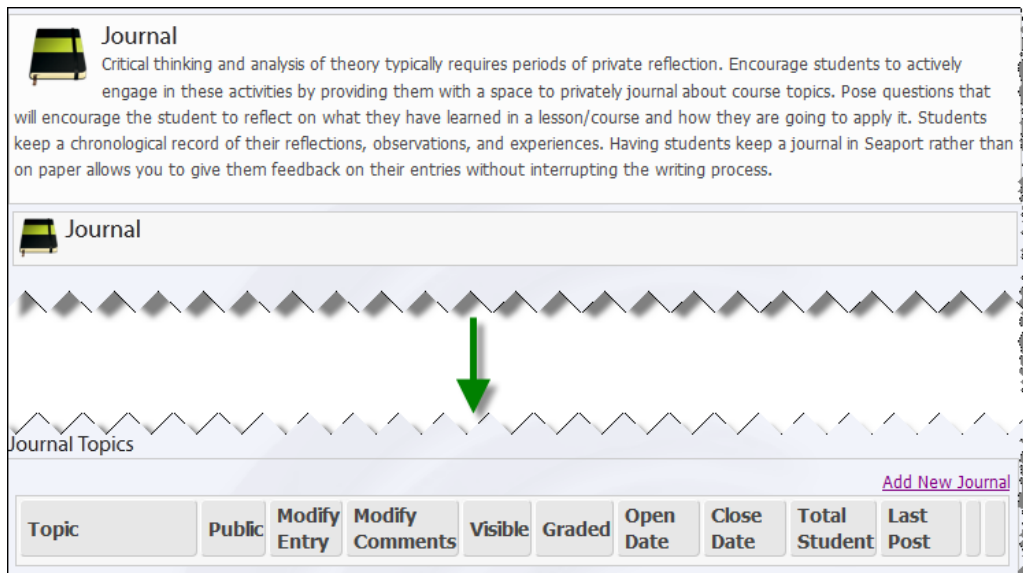 Journal
Critical thinking and analysis of theory typically requires periods of private reflection. Encourage students to actively
engage in these activities by providing them with a space to privately journal about course topics. Pose questions that
will encourage the student to reflect on what they have learned in a lesson/course and how they are going to apply it. Students
keep a chronological record of their reflections, observations, and experiences. Having students keep a journal in Seaport rather than
on paper allows you to give them feedback on their entries without interrupting the writing process.
Journal
Journal Topics
Add New Journal
Topic Public Modify Entry Modify Comments Visible Graded Open Date Close Date Total Student Last Post